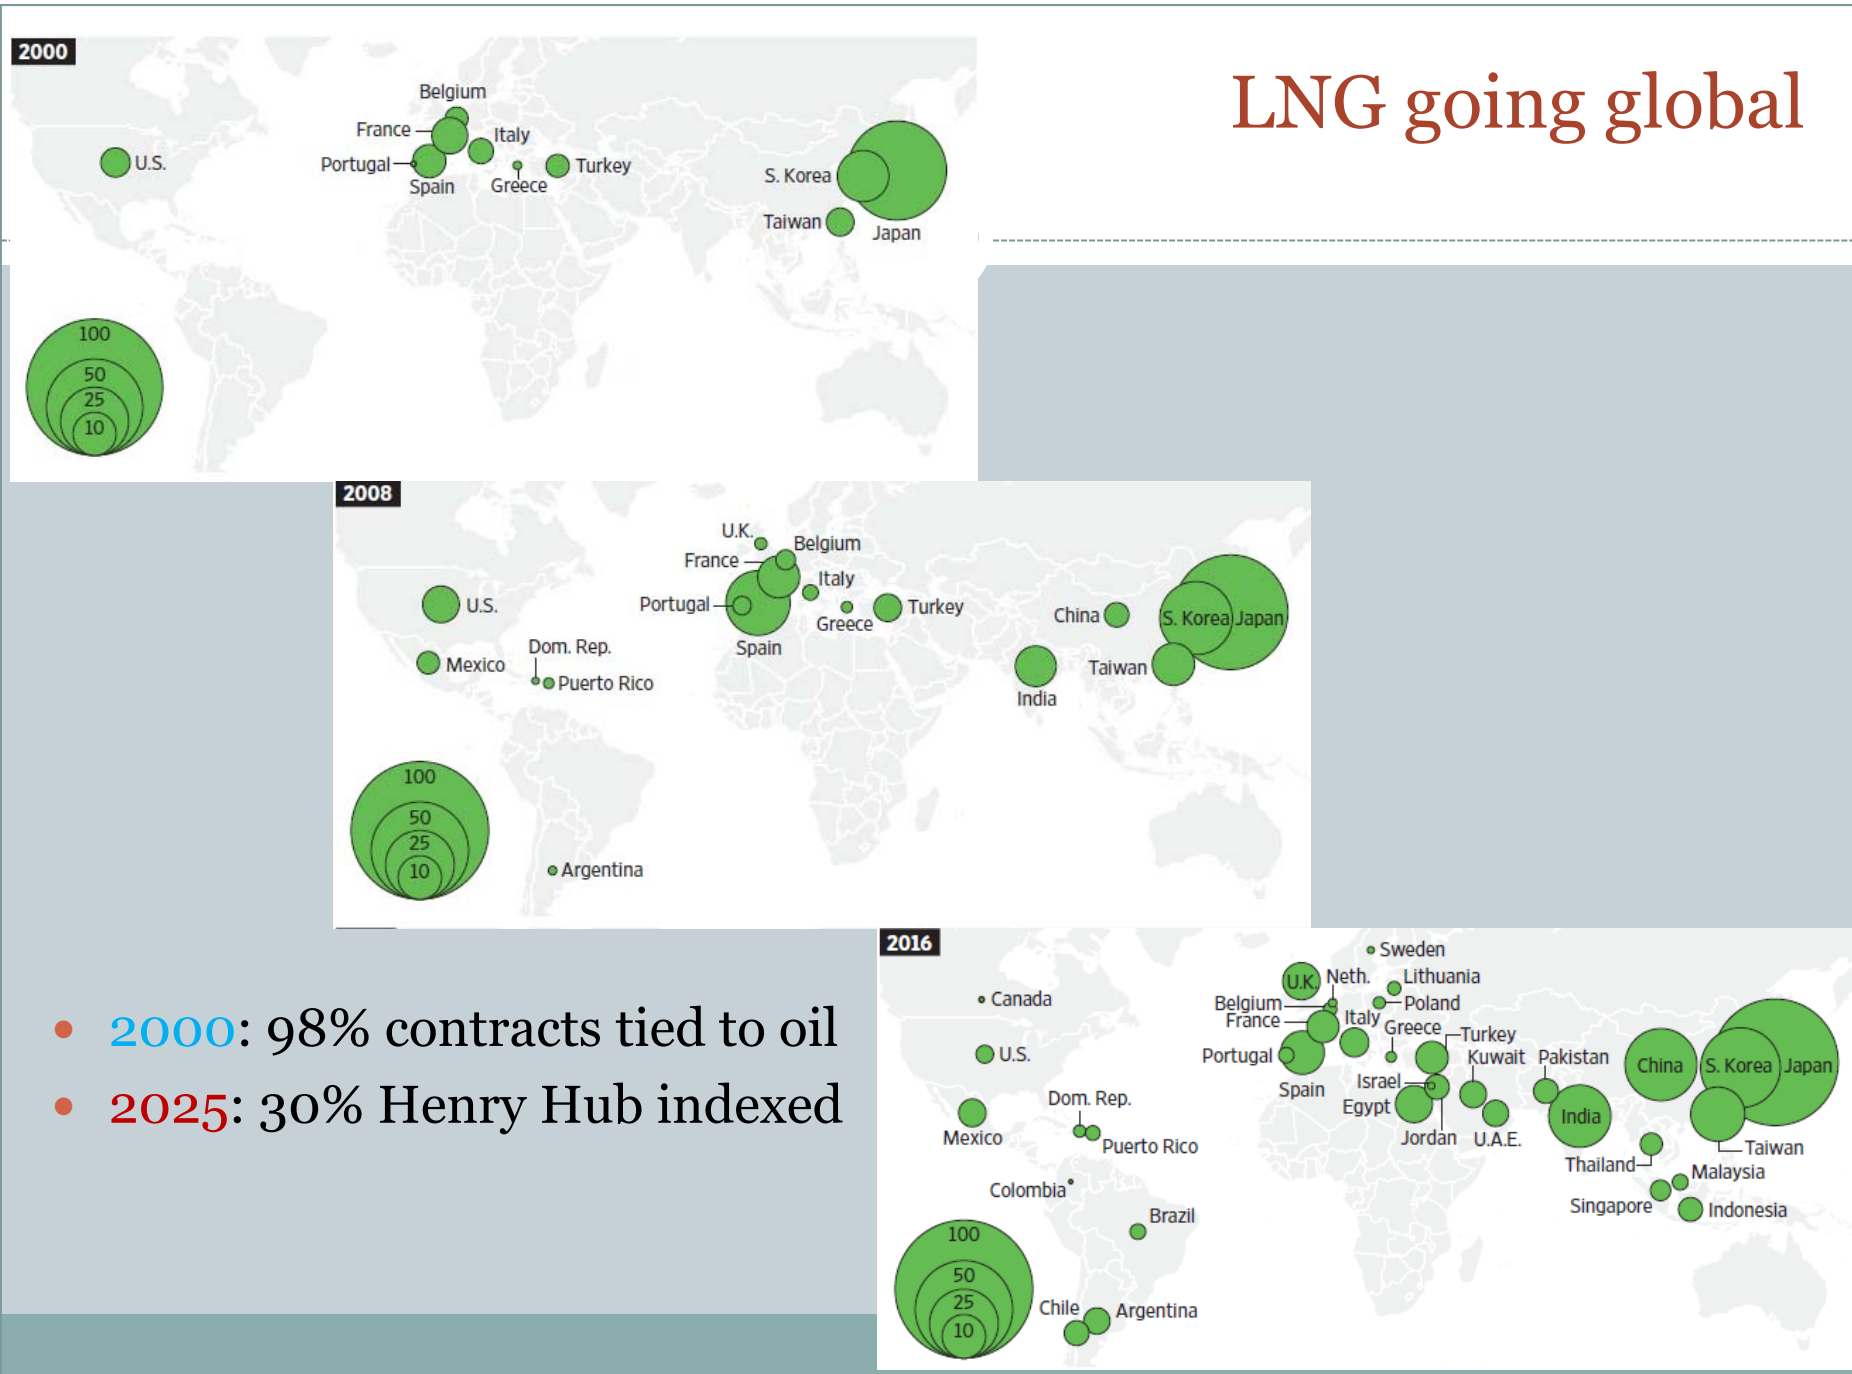 LNG going global
2000
Belgium
France
Italy
Portugal
Spain
Greece
Turkey
U.S.
S. Korea
Taiwan
Japan
100
50
25
10
2008
U.K.
Belgium
France
Italy
Portugal
Spain
Greece
Turkey
U.S.
Mexico
Dom. Rep.
Puerto Rico
China
S. Korea
Japan
Taiwan
India
100
50
25
10
Argentina
2016
Sweden
U.K.
Neth.
Lithuania
Belgium
Poland
France
Italy
Greece
Turkey
Portugal
Spain
Kuwait
Pakistan
Israel
Egypt
Jordan
U.A.E.
India
China
S. Korea
Japan
Taiwan
Thailand
Malaysia
Singapore
Indonesia
Canada
U.S.
Mexico
Dom. Rep.
Puerto Rico
Colombia
Brazil
Chile
Argentina
100
50
25
10
• 2000: 98% contracts tied to oil
• 2025: 30% Henry Hub indexed